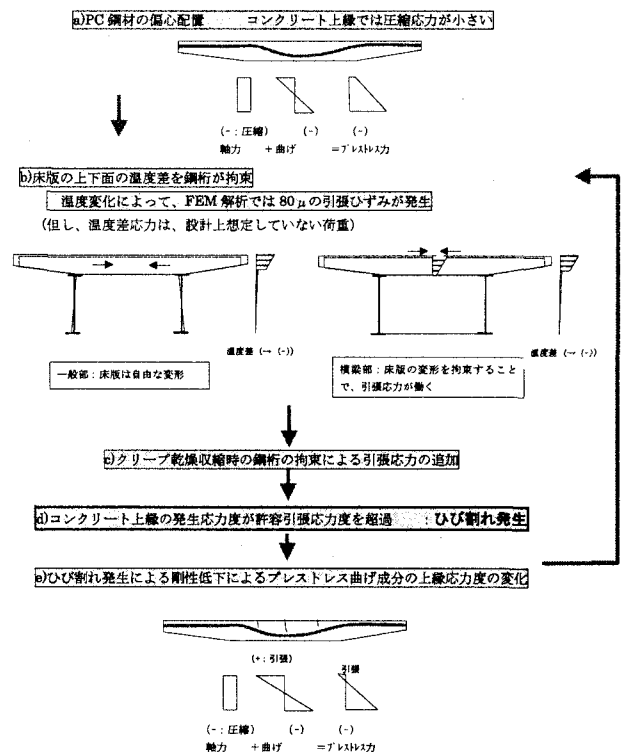 a)PC 鋼材の偏心配置　　コンクリート上縁では圧縮応力が小さい
(-：圧縮)　(-)　(-)
軸力　+曲げ　=プレストレス力
b)床版の上下面の温度差を鋼桁が拘束
温度変化によって、FEM 解析では 80μの引張ひずみが発生
(但し、温度差応力は、設計上想定していない荷重)
温度差 (→ (-))
温度差 (→ (-))
一般部：床版は自由な変形
横梁部：床版の変形を拘束すること
で、引張応力が働く
c)クリープ乾燥収縮時の鋼桁の拘束による引張応力の追加
d)コンクリート上縁の発生応力度が許容引張応力度を超過　　：ひび割れ発生
e)ひび割れ発生による剛性低下によるプレストレス曲げ成分の上縁応力度の変化
(+：引張)
引張
(-：圧縮)　(-)　(-)
軸力　+曲げ　=プレストレス力